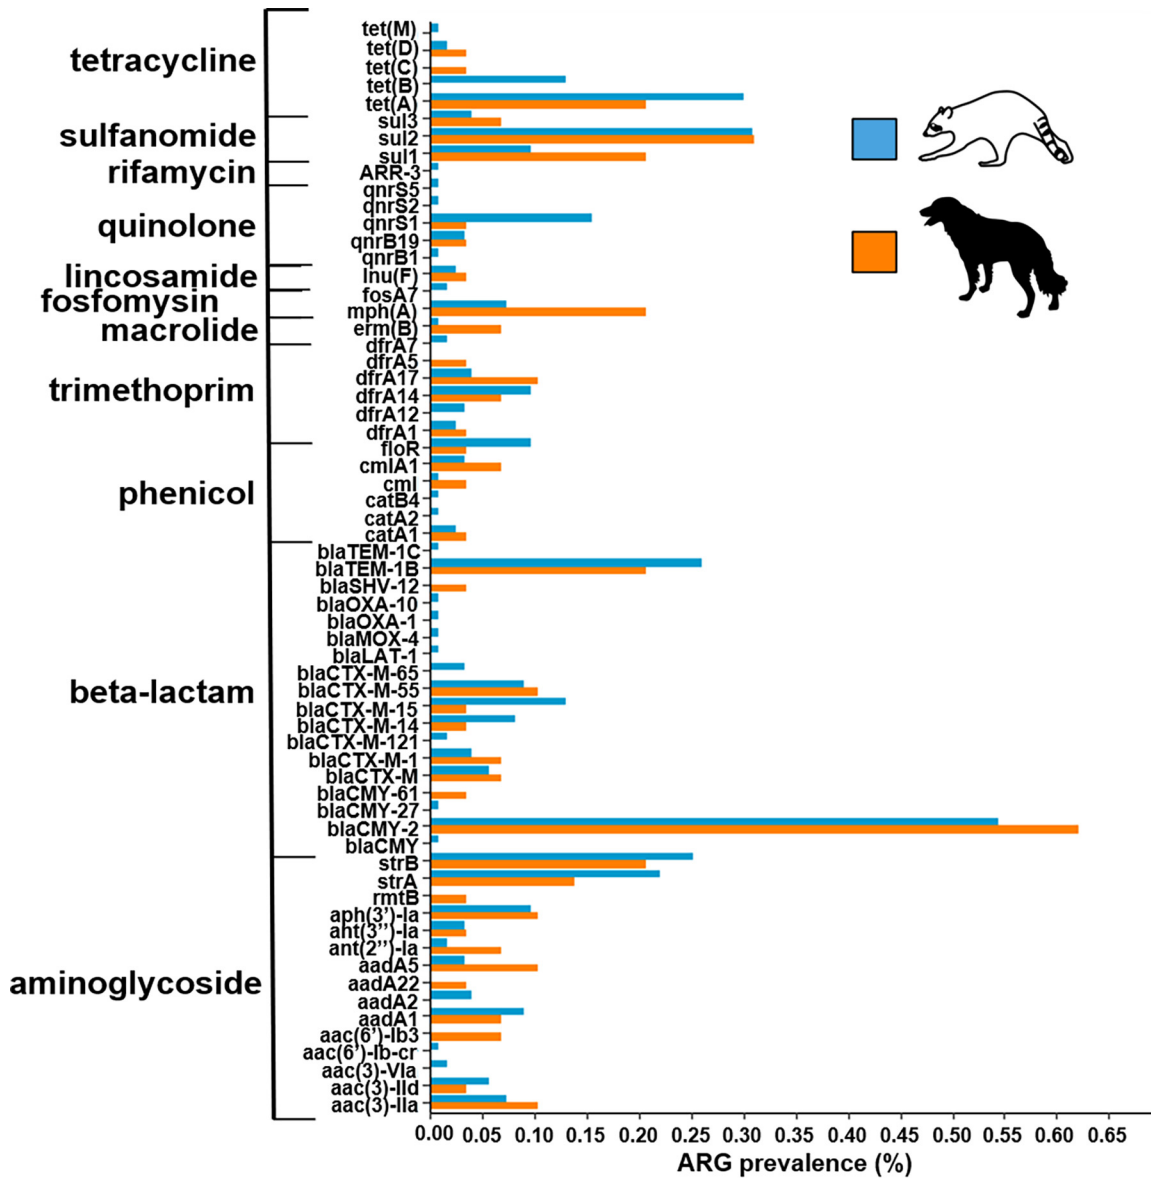 tetracycline
sulfanomide
rifamycin
quinolone
lincosamide
fosfomysin
macrolide
trimethoprim
phenicol
beta-lactam
aminoglycoside
tet(M)
tet(D)
tet(C)
tet(B)
tet(A)
sul3
sul2
sul1
ARR-3
qnrS5
qnrS2
qnrS1
qnrB19
qnrB1
lnu(F)
fosA7
mph(A)
erm(B)
dfrA7
dfrA5
dfrA17
dfrA14
dfrA12
dfrA1
floR
cmlA1
cml
catB4
catA2
catA1
blaTEM-1C
blaTEM-1B
blaSHV-12
blaOXA-10
blaOXA-1
blaMOX-4
blaLAT-1
blaCTX-M-65
blaCTX-M-55
blaCTX-M-15
blaCTX-M-14
blaCTX-M-121
blaCTX-M-1
blaCTX-M
blaCMY-61
blaCMY-27
blaCMY-2
blaCMY
strB
strA
rmtB
aph(3’)-Ia
ant(3’’)-Ia
ant(2’’)-Ia
aadA5
aadA22
aadA2
aadA1
aac(6’)-Ib3
aac(6’)-Ib-cr
aac(3)-VIa
aac(3)-IId
aac(3)-IIa
0.00 0.05 0.10 0.15 0.20 0.25 0.30 0.35 0.40 0.45 0.50 0.55 0.60 0.65
ARG prevalence (%)